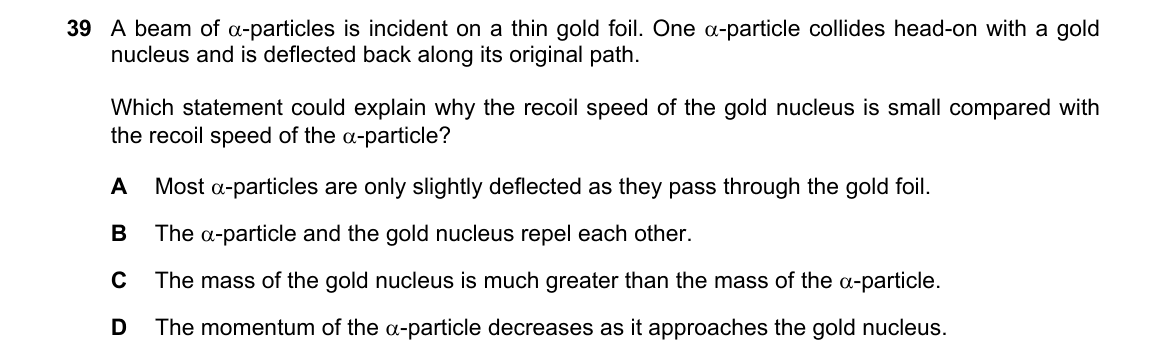 39 A beam of α-particles is incident on a thin gold foil. One α-particle collides head-on with a gold
nucleus and is deflected back along its original path.
Which statement could explain why the recoil speed of the gold nucleus is small compared with
the recoil speed of the α-particle?
A Most α-particles are only slightly deflected as they pass through the gold foil.
B The α-particle and the gold nucleus repel each other.
C The mass of the gold nucleus is much greater than the mass of the α-particle.
D The momentum of the α-particle decreases as it approaches the gold nucleus.